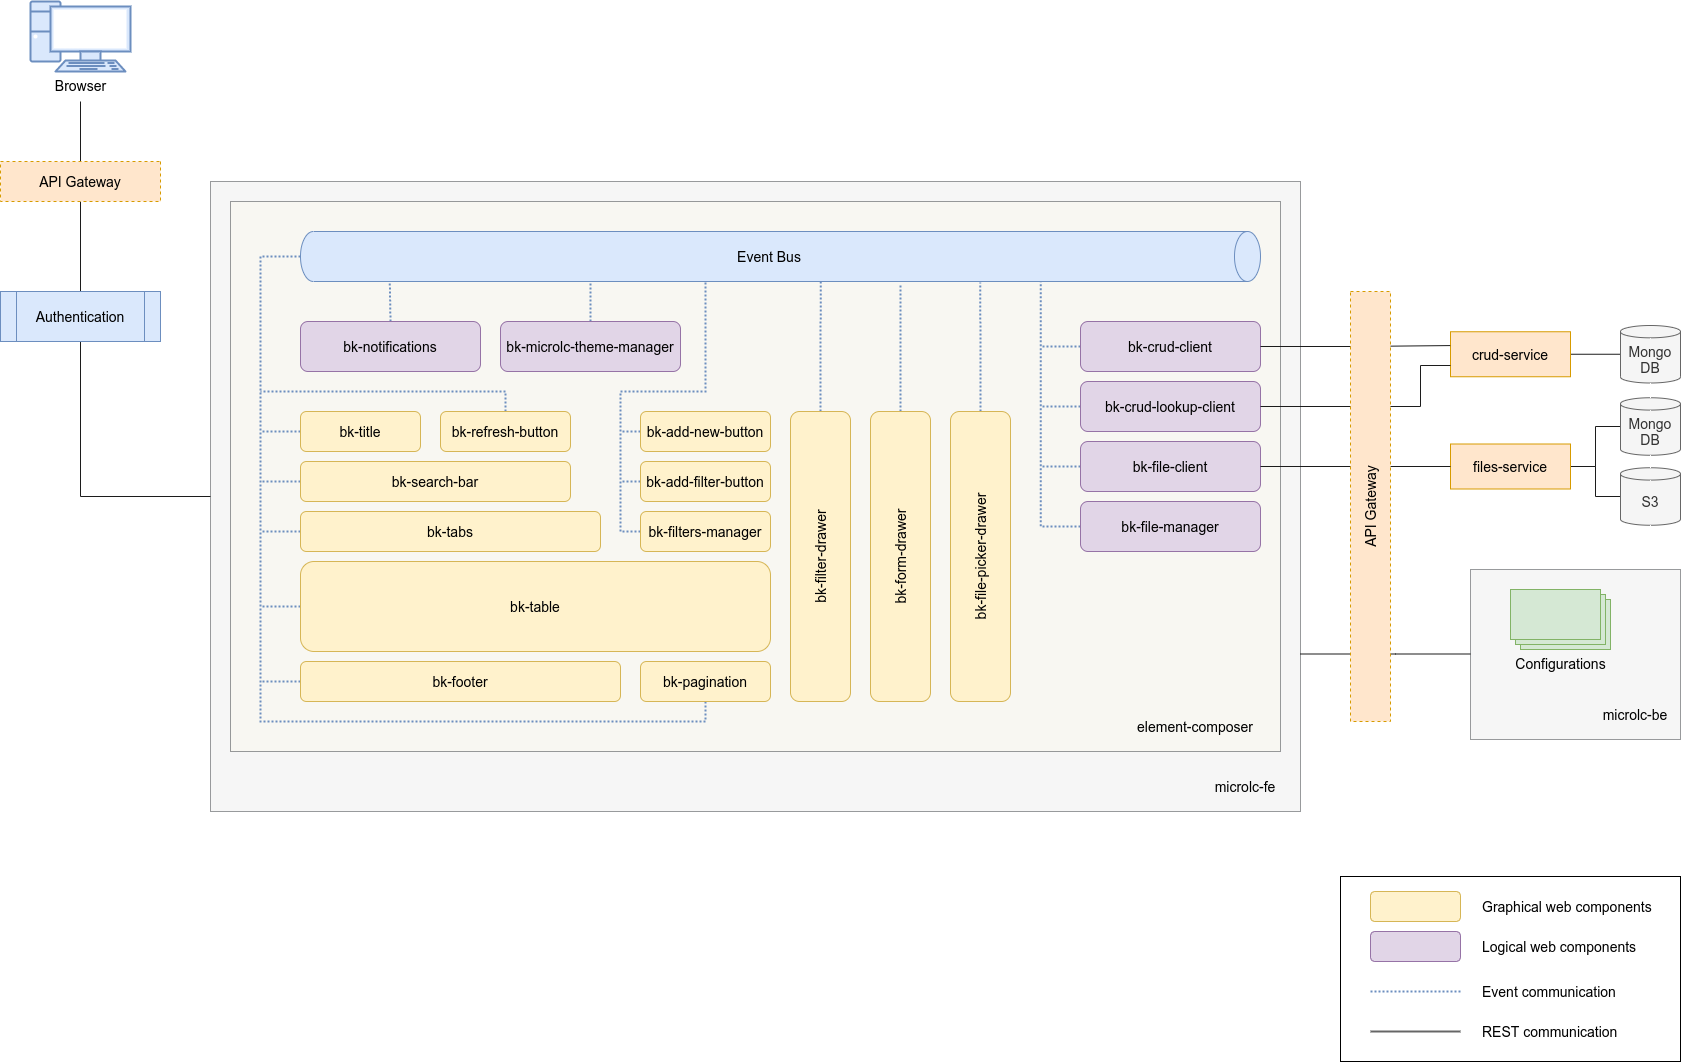 Browser
API Gateway
Authentication
Event Bus
bk-notifications
bk-microlc-theme-manager
bk-title
bk-refresh-button
bk-search-bar
bk-tabs
bk-table
bk-footer
bk-pagination
bk-add-new-button
bk-add-filter-button
bk-filters-manager
bk-filter-drawer
bk-form-drawer
bk-file-picker-drawer
bk-crud-client
bk-crud-lookup-client
bk-file-client
bk-file-manager
element-composer
microlc-fe
API Gateway
crud-service
Mongo
DB
files-service
Mongo
DB
S3
Configurations
microlc-be
Graphical web components
Logical web components
Event communication
REST communication